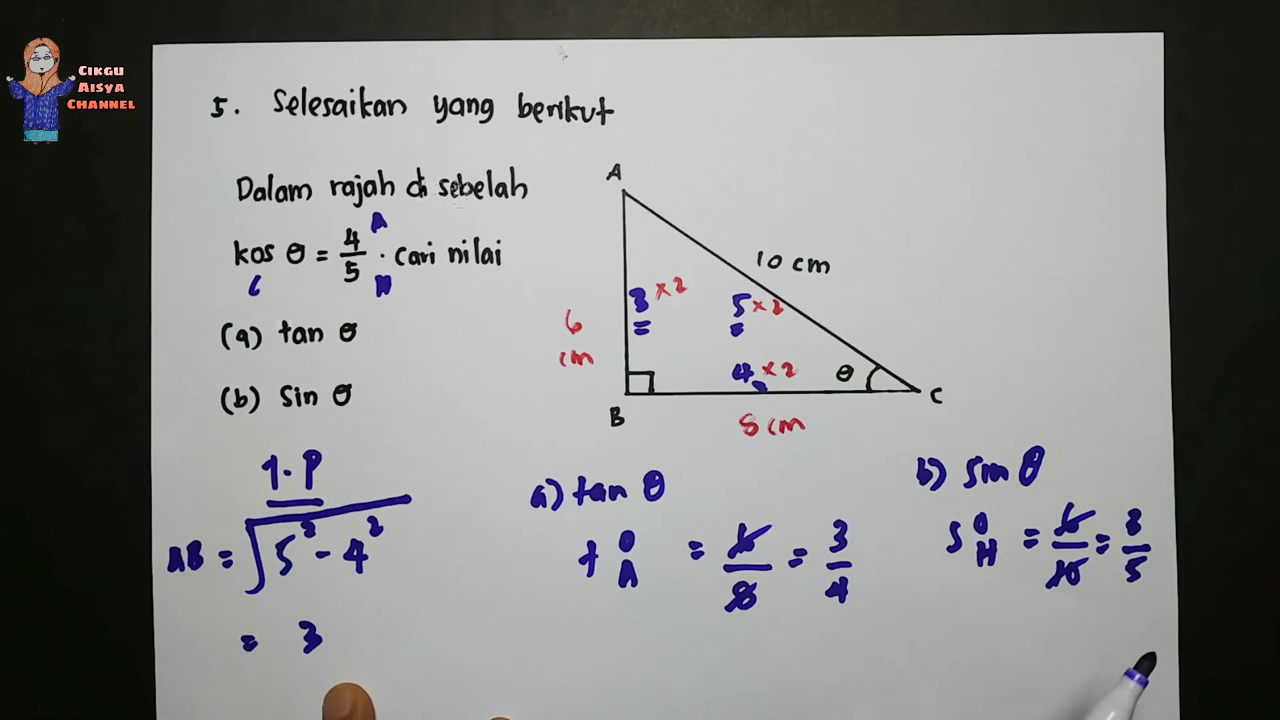 CIKGU
AISYA
CHANNEL
5. Selesaikan yang berikut
Dalam rajah di sebelah
kos θ = 4/5 . cari nilai
A
C H
(a) tan θ
(b) sin θ
A
10 cm
3 × 2
5 × 2
6
cm
4 × 2
θ
B
C
8 cm
T.P
AB = √5² - 4²
= 3
a) tan θ
T O/A = 6/8 = 3/4
b) sin θ
S O/H = 6/10 = 3/5